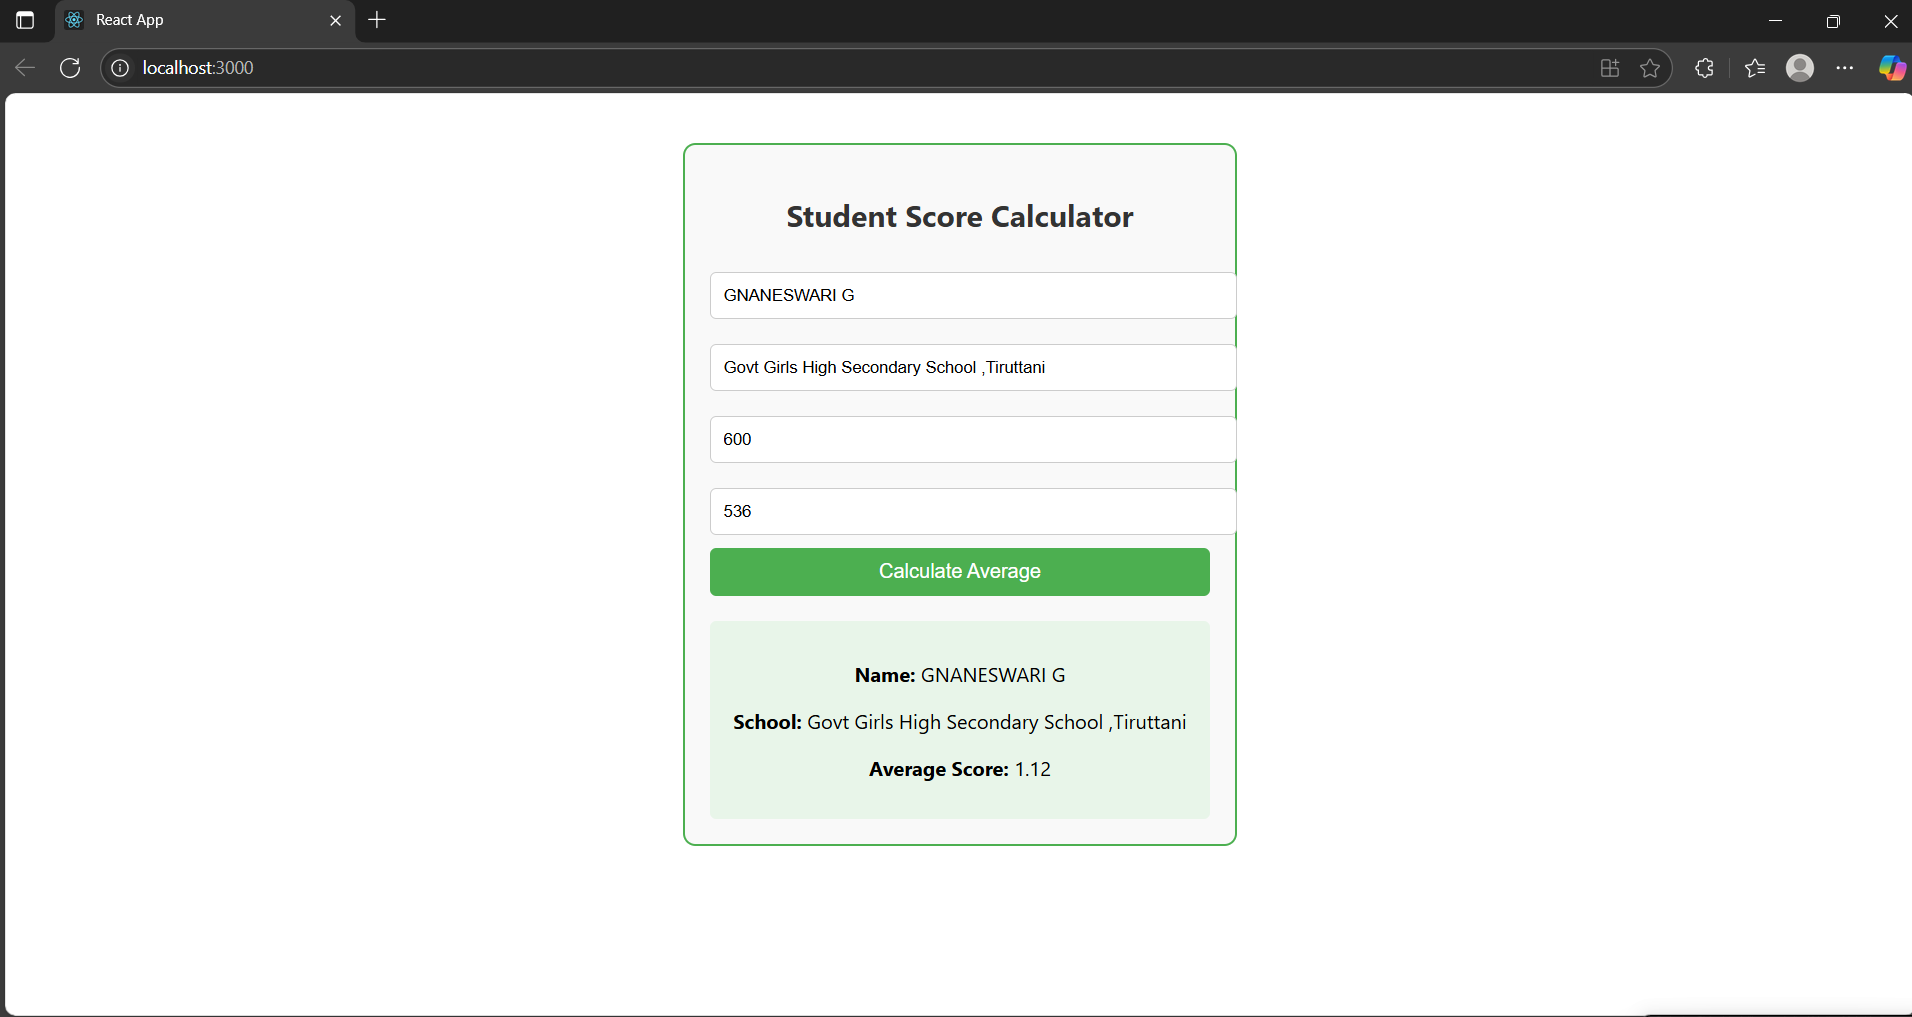 React App
localhost:3000
Student Score Calculator
GNANESWARI G
Govt Girls High Secondary School ,Tiruttani
600
536
Calculate Average
Name: GNANESWARI G
School: Govt Girls High Secondary School ,Tiruttani
Average Score: 1.12